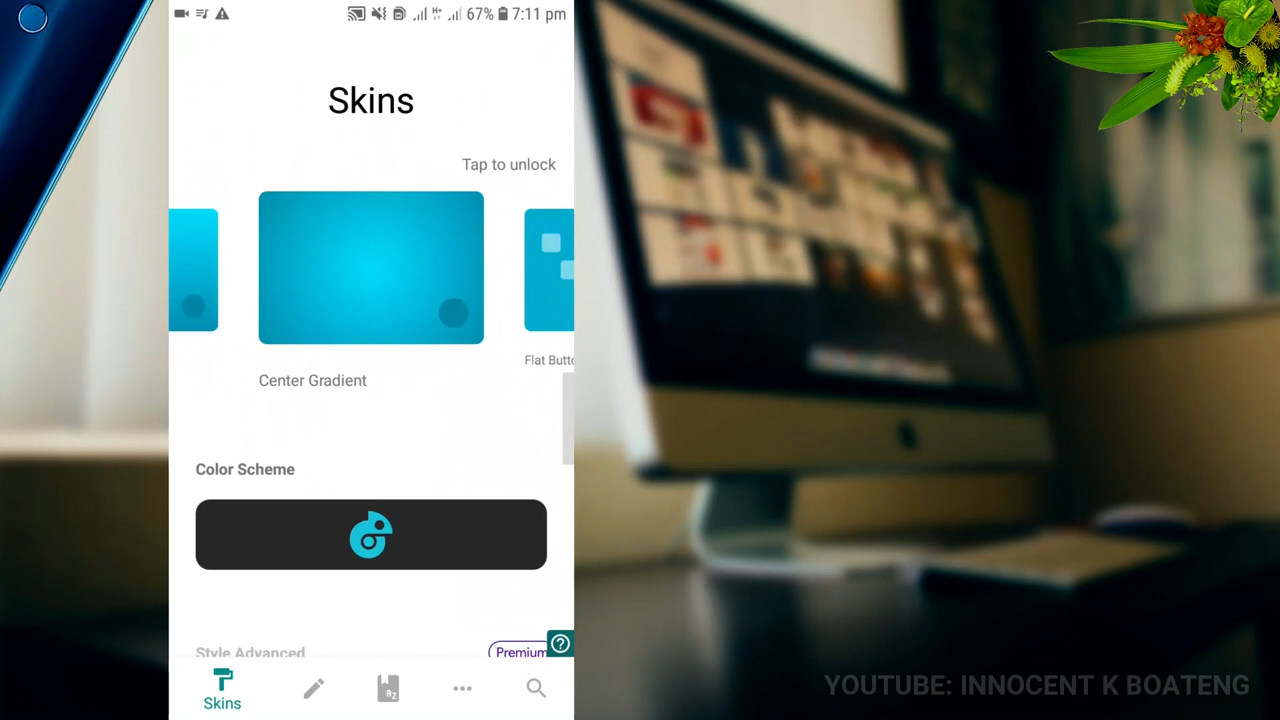 67% 7:11 pm
Skins
Tap to unlock
Flat Butto
Center Gradient
Color Scheme
Style Advanced
Premium
Skins
YOUTUBE: INNOCENT K BOATENG